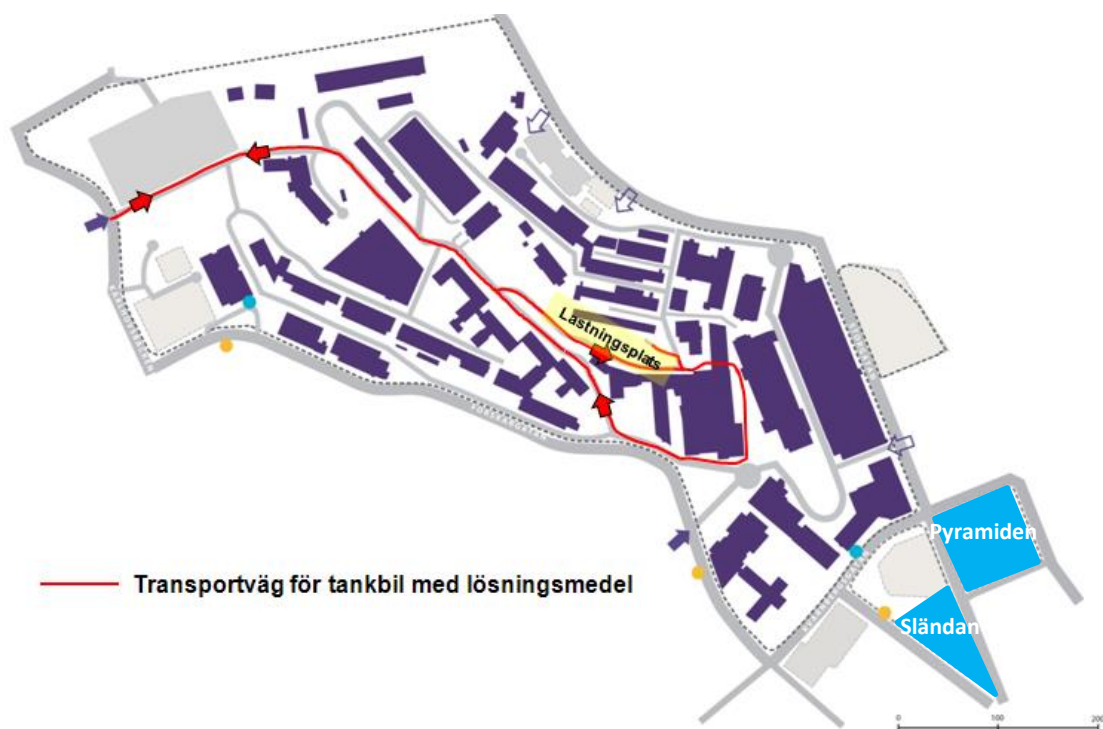 Lastningsplats
Pyramiden
Sländan
Transportväg för tankbil med lösningsmedel
0 100 200